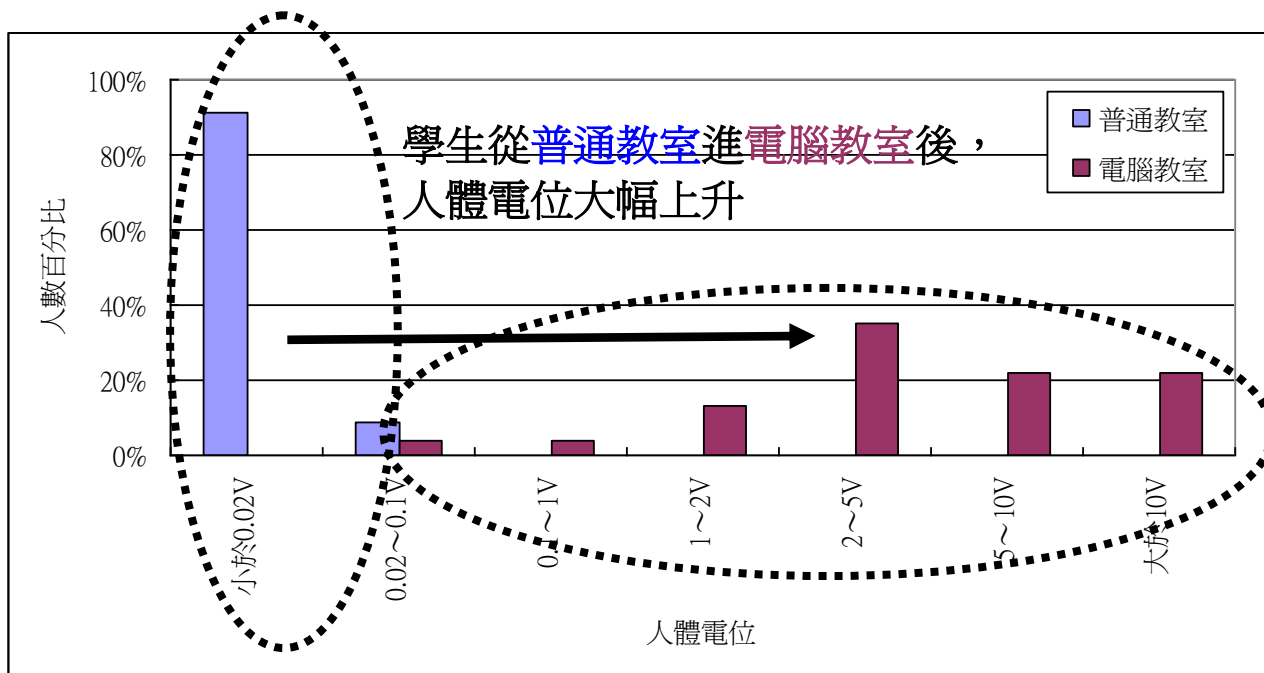 學生從普通教室進電腦教室後，
人體電位大幅上升
普通教室
電腦教室
人數百分比
100%
80%
60%
40%
20%
0%
小於0.02V
0.02～0.1V
0.1～1V
1～2V
2～5V
5～10V
大於10V
人體電位